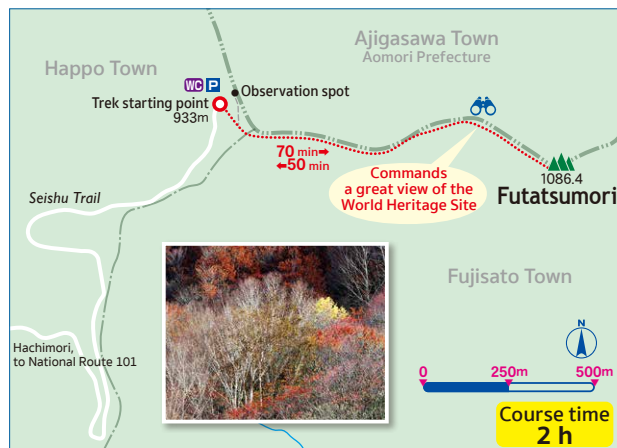 Ajigasawa Town
Aomori Prefecture
Happo Town
WC P
Observation spot
Trek starting point
933m
70 min➡
⬅50 min
Commands
a great view of the
World Heritage Site
1086.4
Futatsumori
Seishu Trail
Fujisato Town
Hachimori,
to National Route 101
N
0 250m 500m
Course time
2 h